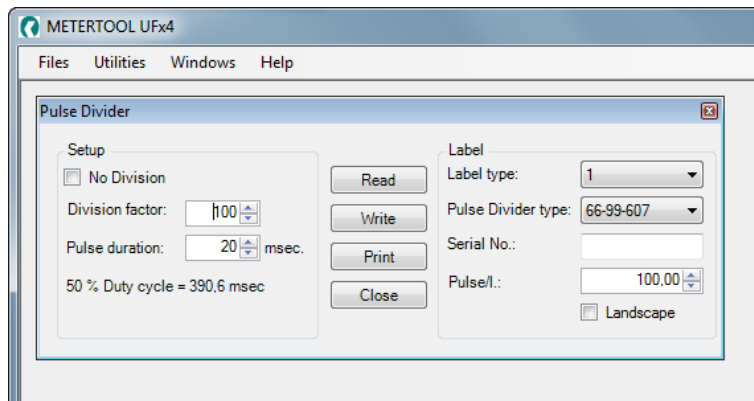 METERTOOL UFx4
Files Utilities Windows Help
Pulse Divider
Setup
No Division
Division factor: 100
Pulse duration: 20 msec.
50 % Duty cycle = 390,6 msec
Read
Write
Print
Close
Label
Label type: 1
Pulse Divider type: 66-99-607
Serial No.:
Pulse/l.: 100,00
Landscape